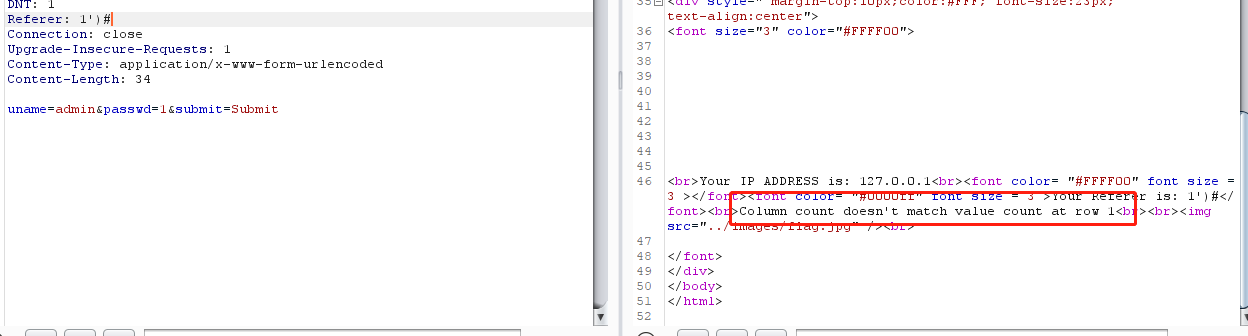 DNT: 1
Referer: 1')#
Connection: close
Upgrade-Insecure-Requests: 1
Content-Type: application/x-www-form-urlencoded
Content-Length: 34
uname=admin&passwd=1&submit=Submit
35 <div style=" margin-top:10px;color:#FFF; font-size:23px;
text-align:center">
36 <font size="3" color="#FFFF00">
37
38
39
40
41
42
43
44
45
46 <br>Your IP ADDRESS is: 127.0.0.1<br><font color= "#FFFF00" font size =
3 ></font><font color= "#0000ff" font size = 3 >Your Referer is: 1')#</
font><br>Column count doesn't match value count at row 1<br><br><img
src="../images/flag.jpg" /><br>
47
48 </font>
49 </div>
50 </body>
51 </html>
52